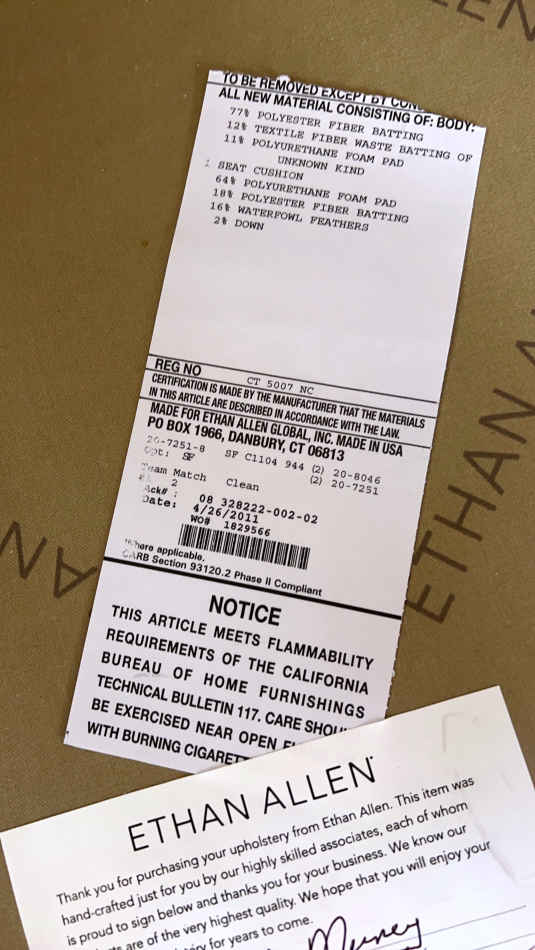 TO BE REMOVED EXCEPT BY
ALL NEW MATERIAL CONSISTING OF: BODY:
77% POLYESTER FIBER BATTING
12% TEXTILE FIBER WASTE BATTING OF
11% POLYURETHANE FOAM PAD
UNKNOWN KIND
: SEAT CUSHION
64% POLYURETHANE FOAM PAD
18% POLYESTER FIBER BATTING
16% WATERFOWL FEATHERS
2% DOWN
REG NO CT 5007 NC
CERTIFICATION IS MADE BY THE MANUFACTURER THAT THE MATERIALS
IN THIS ARTICLE ARE DESCRIBED IN ACCORDANCE WITH THE LAW.
MADE FOR ETHAN ALLEN GLOBAL, INC. MADE IN USA
PO BOX 1966, DANBURY, CT 06813
20-7251-8 SF C1104 944 (2) 20-8046
Opt: SF (2) 20-7251
Seam Match Clean
2
Ack# : 08 328222-002-02
Date: 4/26/2011
WO# 1829566
*Where applicable,
CARB Section 93120.2 Phase II Compliant
NOTICE
THIS ARTICLE MEETS FLAMMABILITY
REQUIREMENTS OF THE CALIFORNIA
BUREAU OF HOME FURNISHINGS
TECHNICAL BULLETIN 117. CARE
BE EXERCISED NEAR OPEN
WITH BURNING
ETHAN ALLEN
Thank you for purchasing your upholstery from Ethan Allen. This item was
hand-crafted just for you by our highly skilled associates, each of whom
is proud to sign below and thanks you for your business. We know our
are of the very highest quality. We hope that you will enjoy your
for years to come.
ETHAN